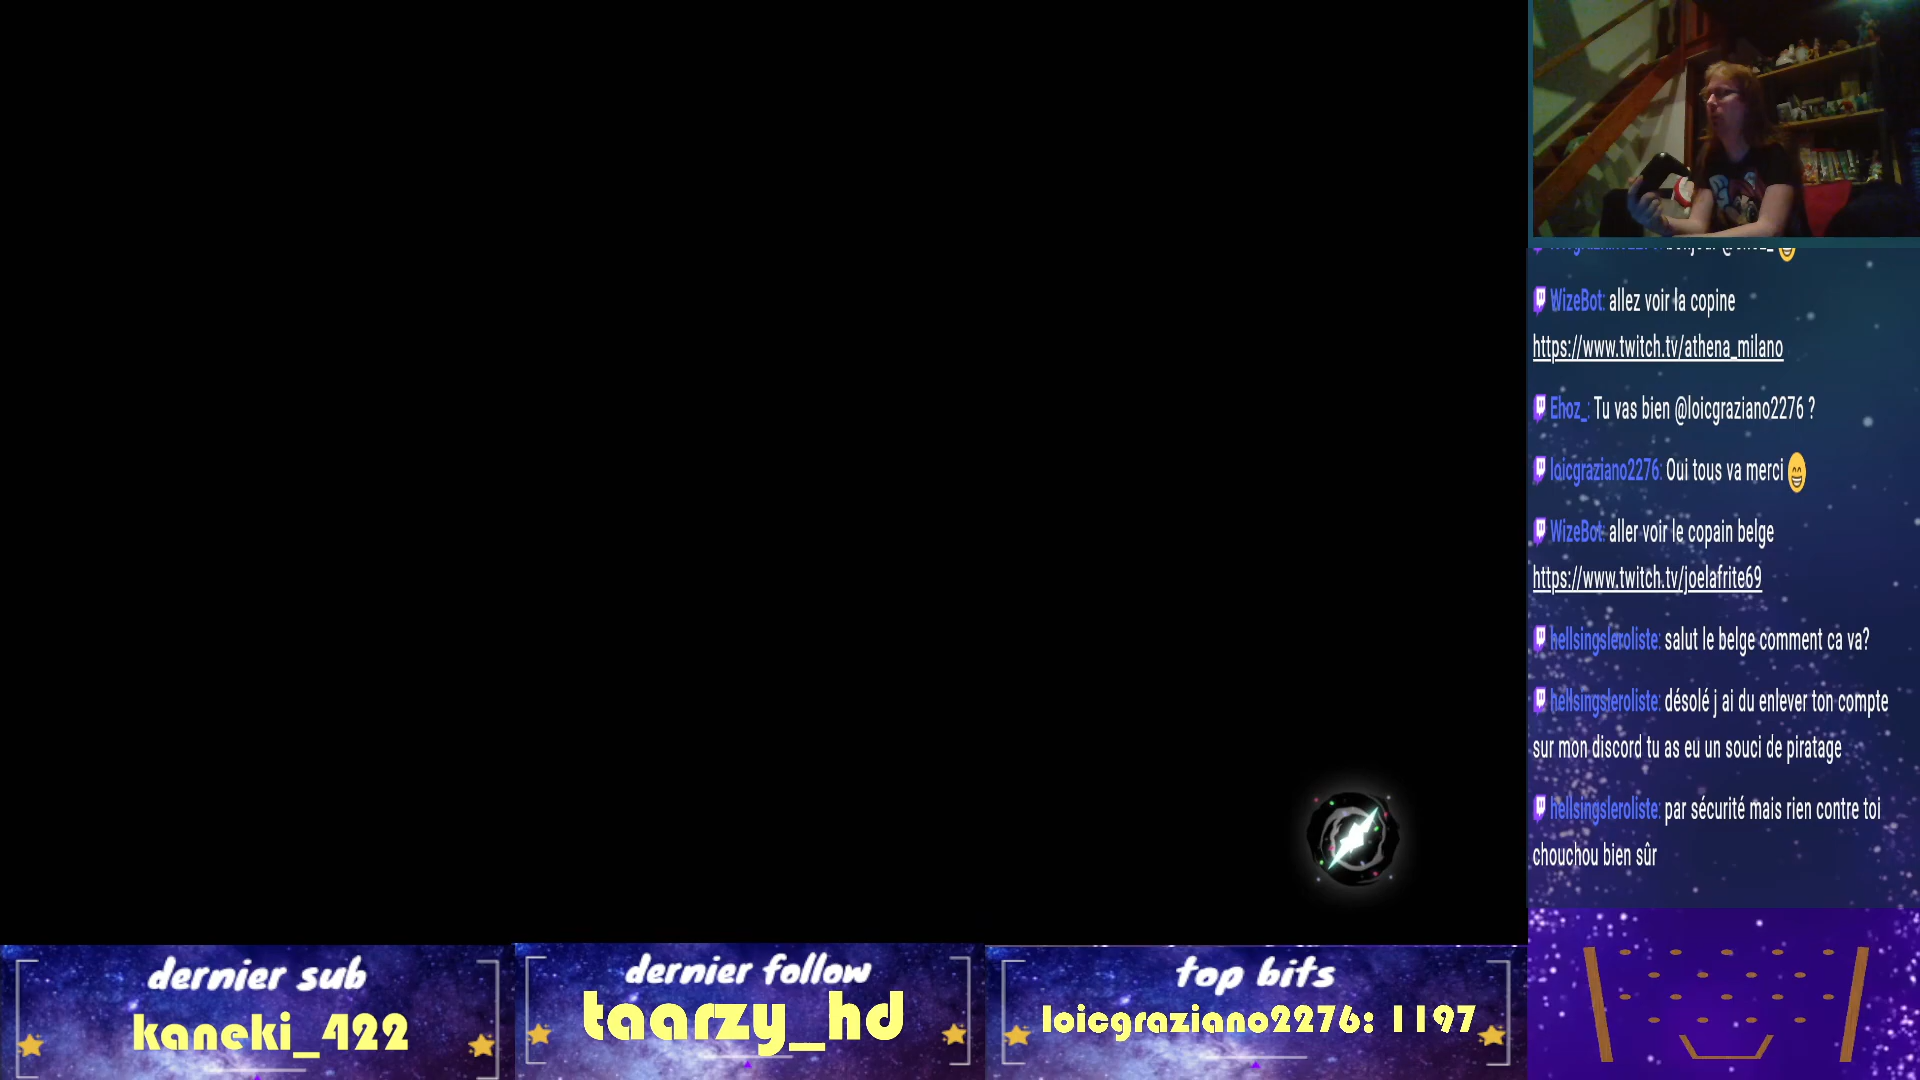 WizeBot: allez voir la copine
https://www.twitch.tv/athena_milano
Ehoz_: Tu vas bien @loicgraziano2276 ?
loicgraziano2276: Oui tous va merci
WizeBot: aller voir le copain belge
https://www.twitch.tv/joelafrite69
hellsingsleroliste: salut le belge comment ca va?
hellsingsleroliste: désolé j ai du enlever ton compte
sur mon discord tu as eu un souci de piratage
hellsingsleroliste: par sécurité mais rien contre toi
chouchou bien sûr
dernier sub
kaneki_422
dernier follow
taarzy_hd
top bits
loicgraziano2276: 1197